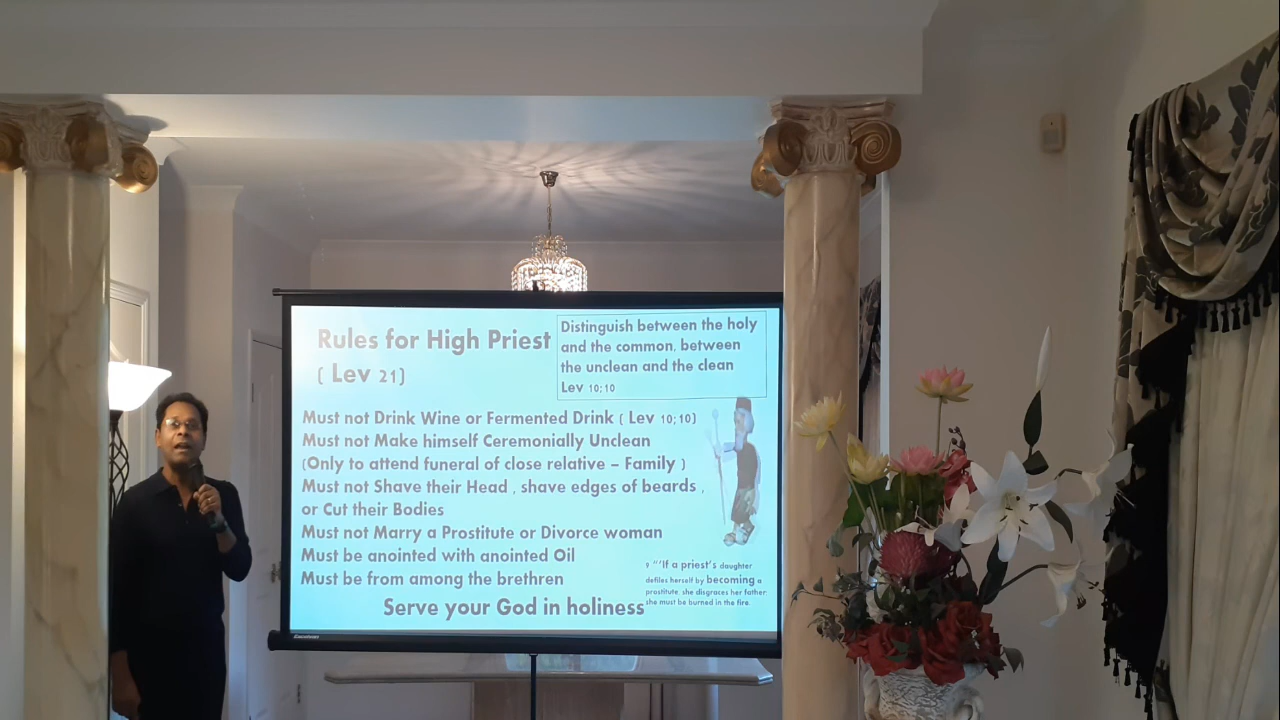 Rules for High Priest
( Lev 21)
Distinguish between the holy
and the common, between
the unclean and the clean
Lev 10;10
Must not Drink Wine or Fermented Drink ( Lev 10;10)
Must not Make himself Ceremonially Unclean
(Only to attend funeral of close relative – Family )
Must not Shave their Head , shave edges of beards ,
or Cut their Bodies
Must not Marry a Prostitute or Divorce woman
Must be anointed with anointed Oil
Must be from among the brethren
9 “‘If a priest’s daughter
defiles herself by becoming a
prostitute, she disgraces her father;
she must be burned in the fire.
Serve your God in holiness